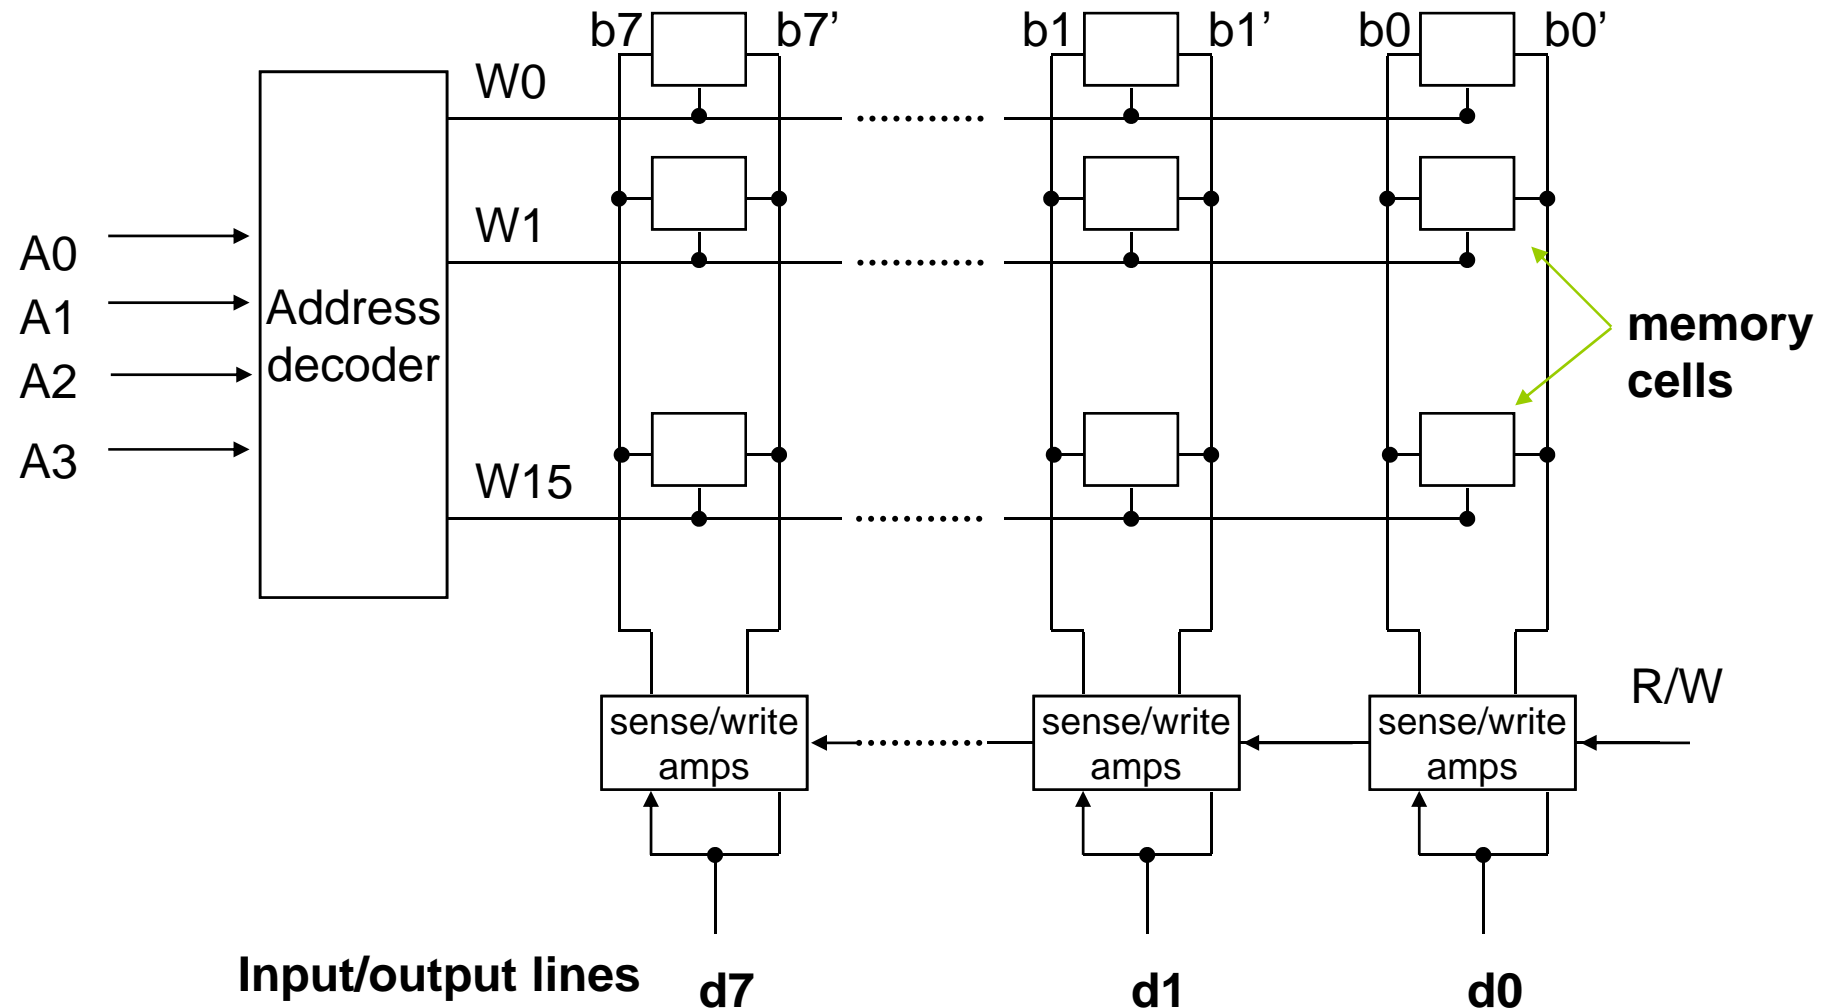 b7 b7’ b1 b1’ b0 b0’
W0
W1
A0
A1
A2
A3
Address
decoder
memory
cells
W15
R/W
sense/write
amps
sense/write
amps
sense/write
amps
Input/output lines
d7 d1 d0